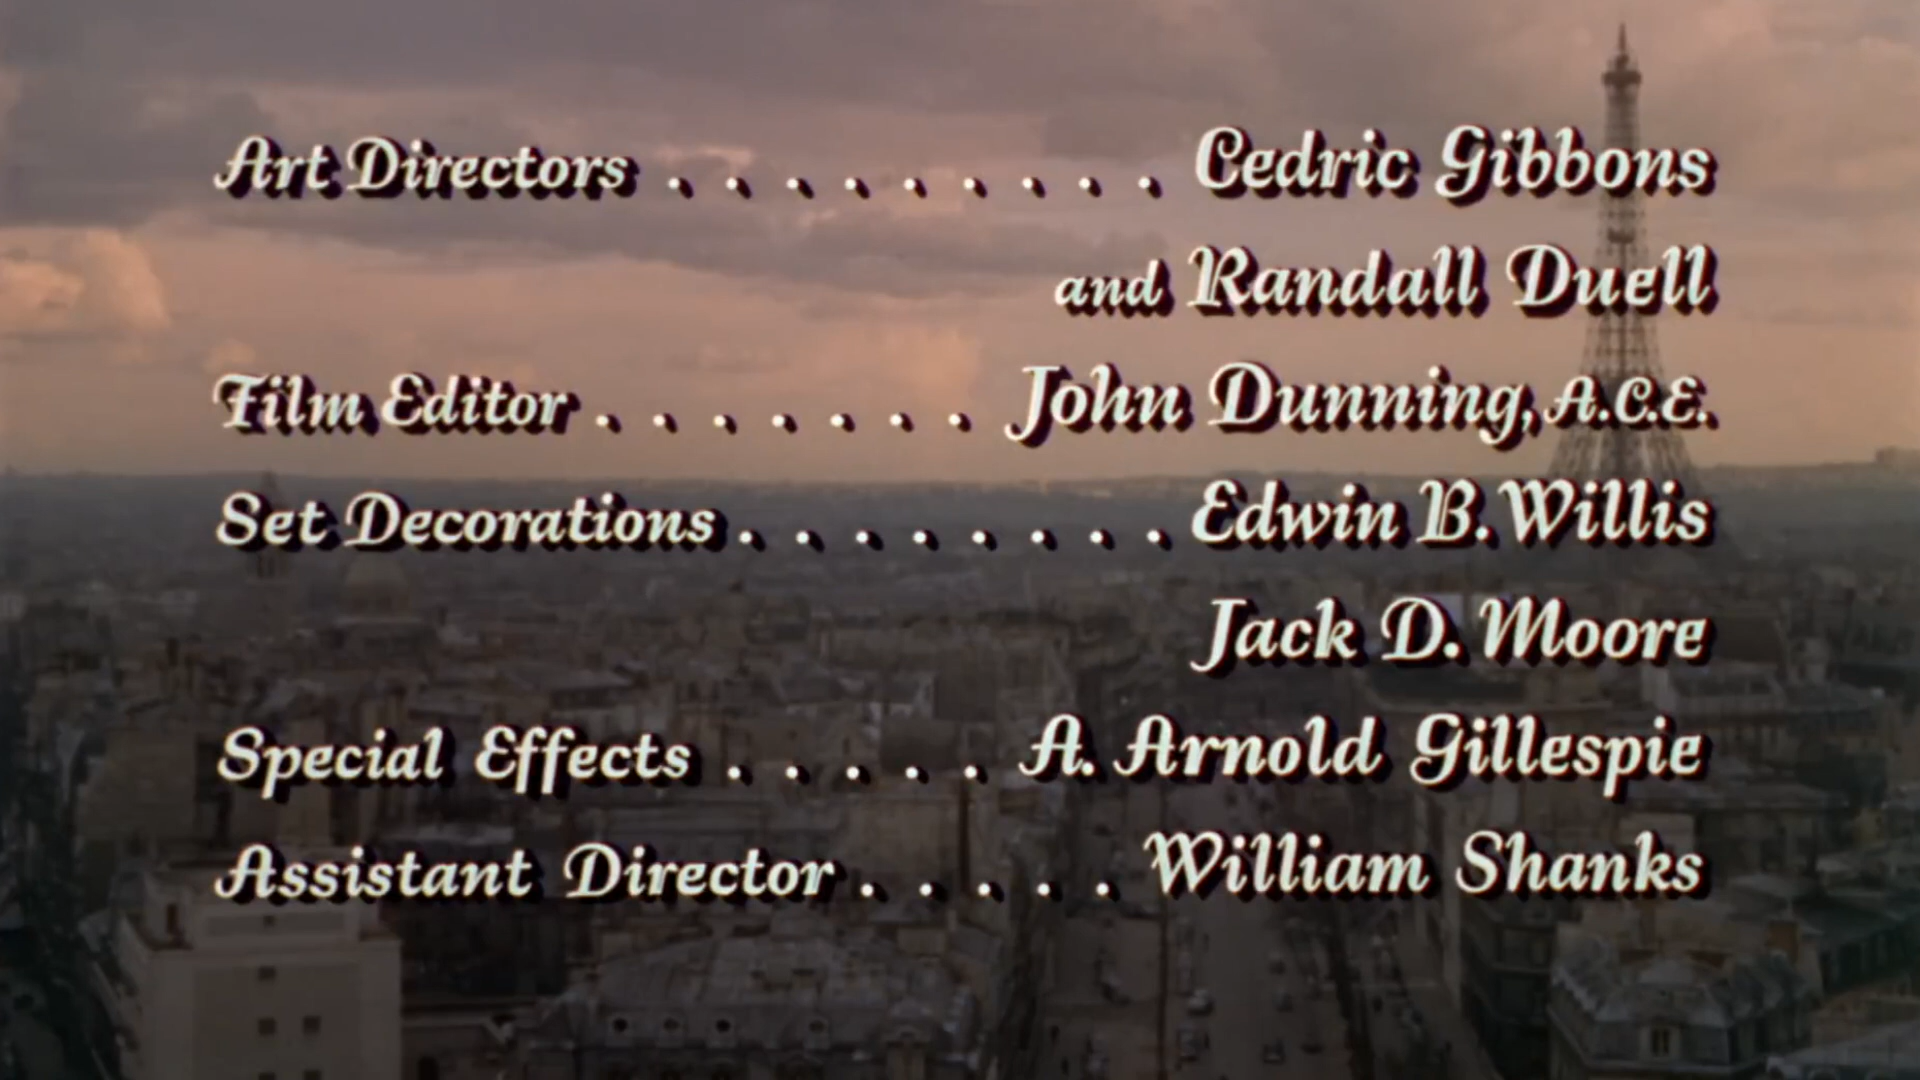 Art Directors . . . . . . . . . Cedric Gibbons
and Randall Duell
Film Editor . . . . . . . John Dunning, A.C.E.
Set Decorations . . . . . . . . Edwin B. Willis
Jack D. Moore
Special Effects . . . . . A. Arnold Gillespie
Assistant Director . . . . . William Shanks